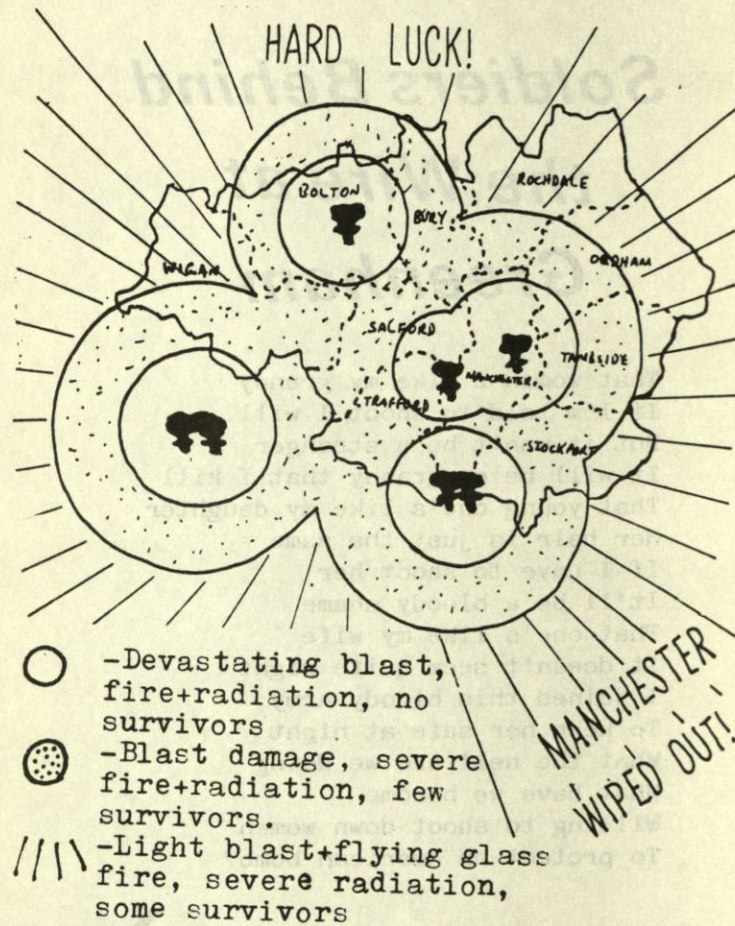 HARD LUCK!
BOLTON
BURY
ROCHDALE
WIGAN
OLDHAM
SALFORD
TAMESIDE
MANCHESTER
TRAFFORD
STOCKPORT
-Devastating blast,
fire+radiation, no
survivors
-Blast damage, severe
fire+radiation, few
survivors.
-Light blast+flying glass
fire, severe radiation,
some survivors
MANCHESTER
WIPED OUT!